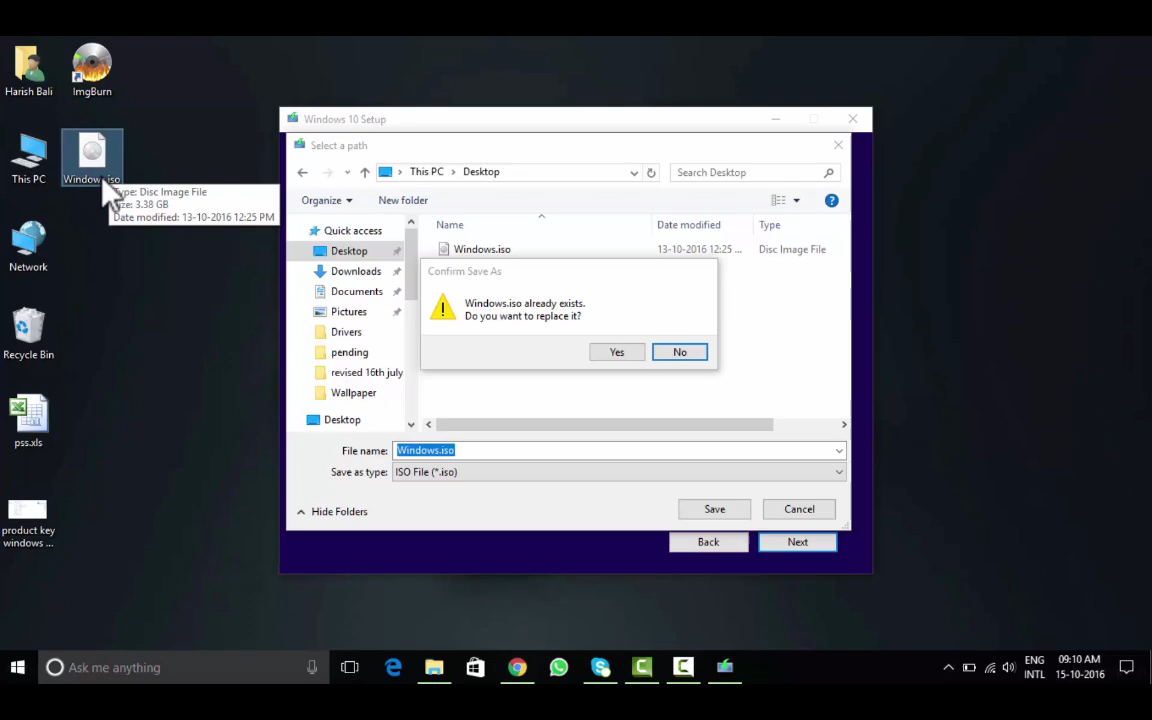 Harish Bali
ImgBurn
This PC
Windows.iso
Type: Disc Image File
Size: 3.38 GB
Date modified: 13-10-2016 12:25 PM
Network
Recycle Bin
pss.xls
product key
windows ...
Windows 10 Setup
Select a path
This PC > Desktop
Search Desktop
Organize
New folder
Quick access
Desktop
Downloads
Documents
Pictures
Drivers
pending
revised 16th july
Wallpaper
Desktop
Name
Date modified
Type
Windows.iso
13-10-2016 12:25 ...
Disc Image File
Confirm Save As
Windows.iso already exists.
Do you want to replace it?
Yes
No
File name: Windows.iso
Save as type: ISO File (*.iso)
Hide Folders
Save
Cancel
Back
Next
Ask me anything
ENG
INTL
09:10 AM
15-10-2016